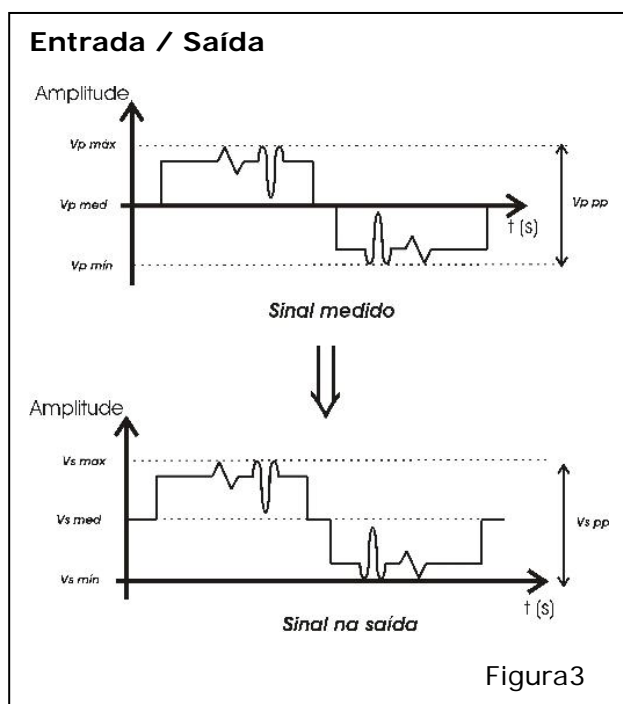 Entrada / Saída
Amplitude
Vp máx
Vp med
Vp pp
t (s)
Vp mín
Sinal medido
Amplitude
Vs max
Vs med
Vs pp
Vs mín
t (s)
Sinal na saída
Figura3